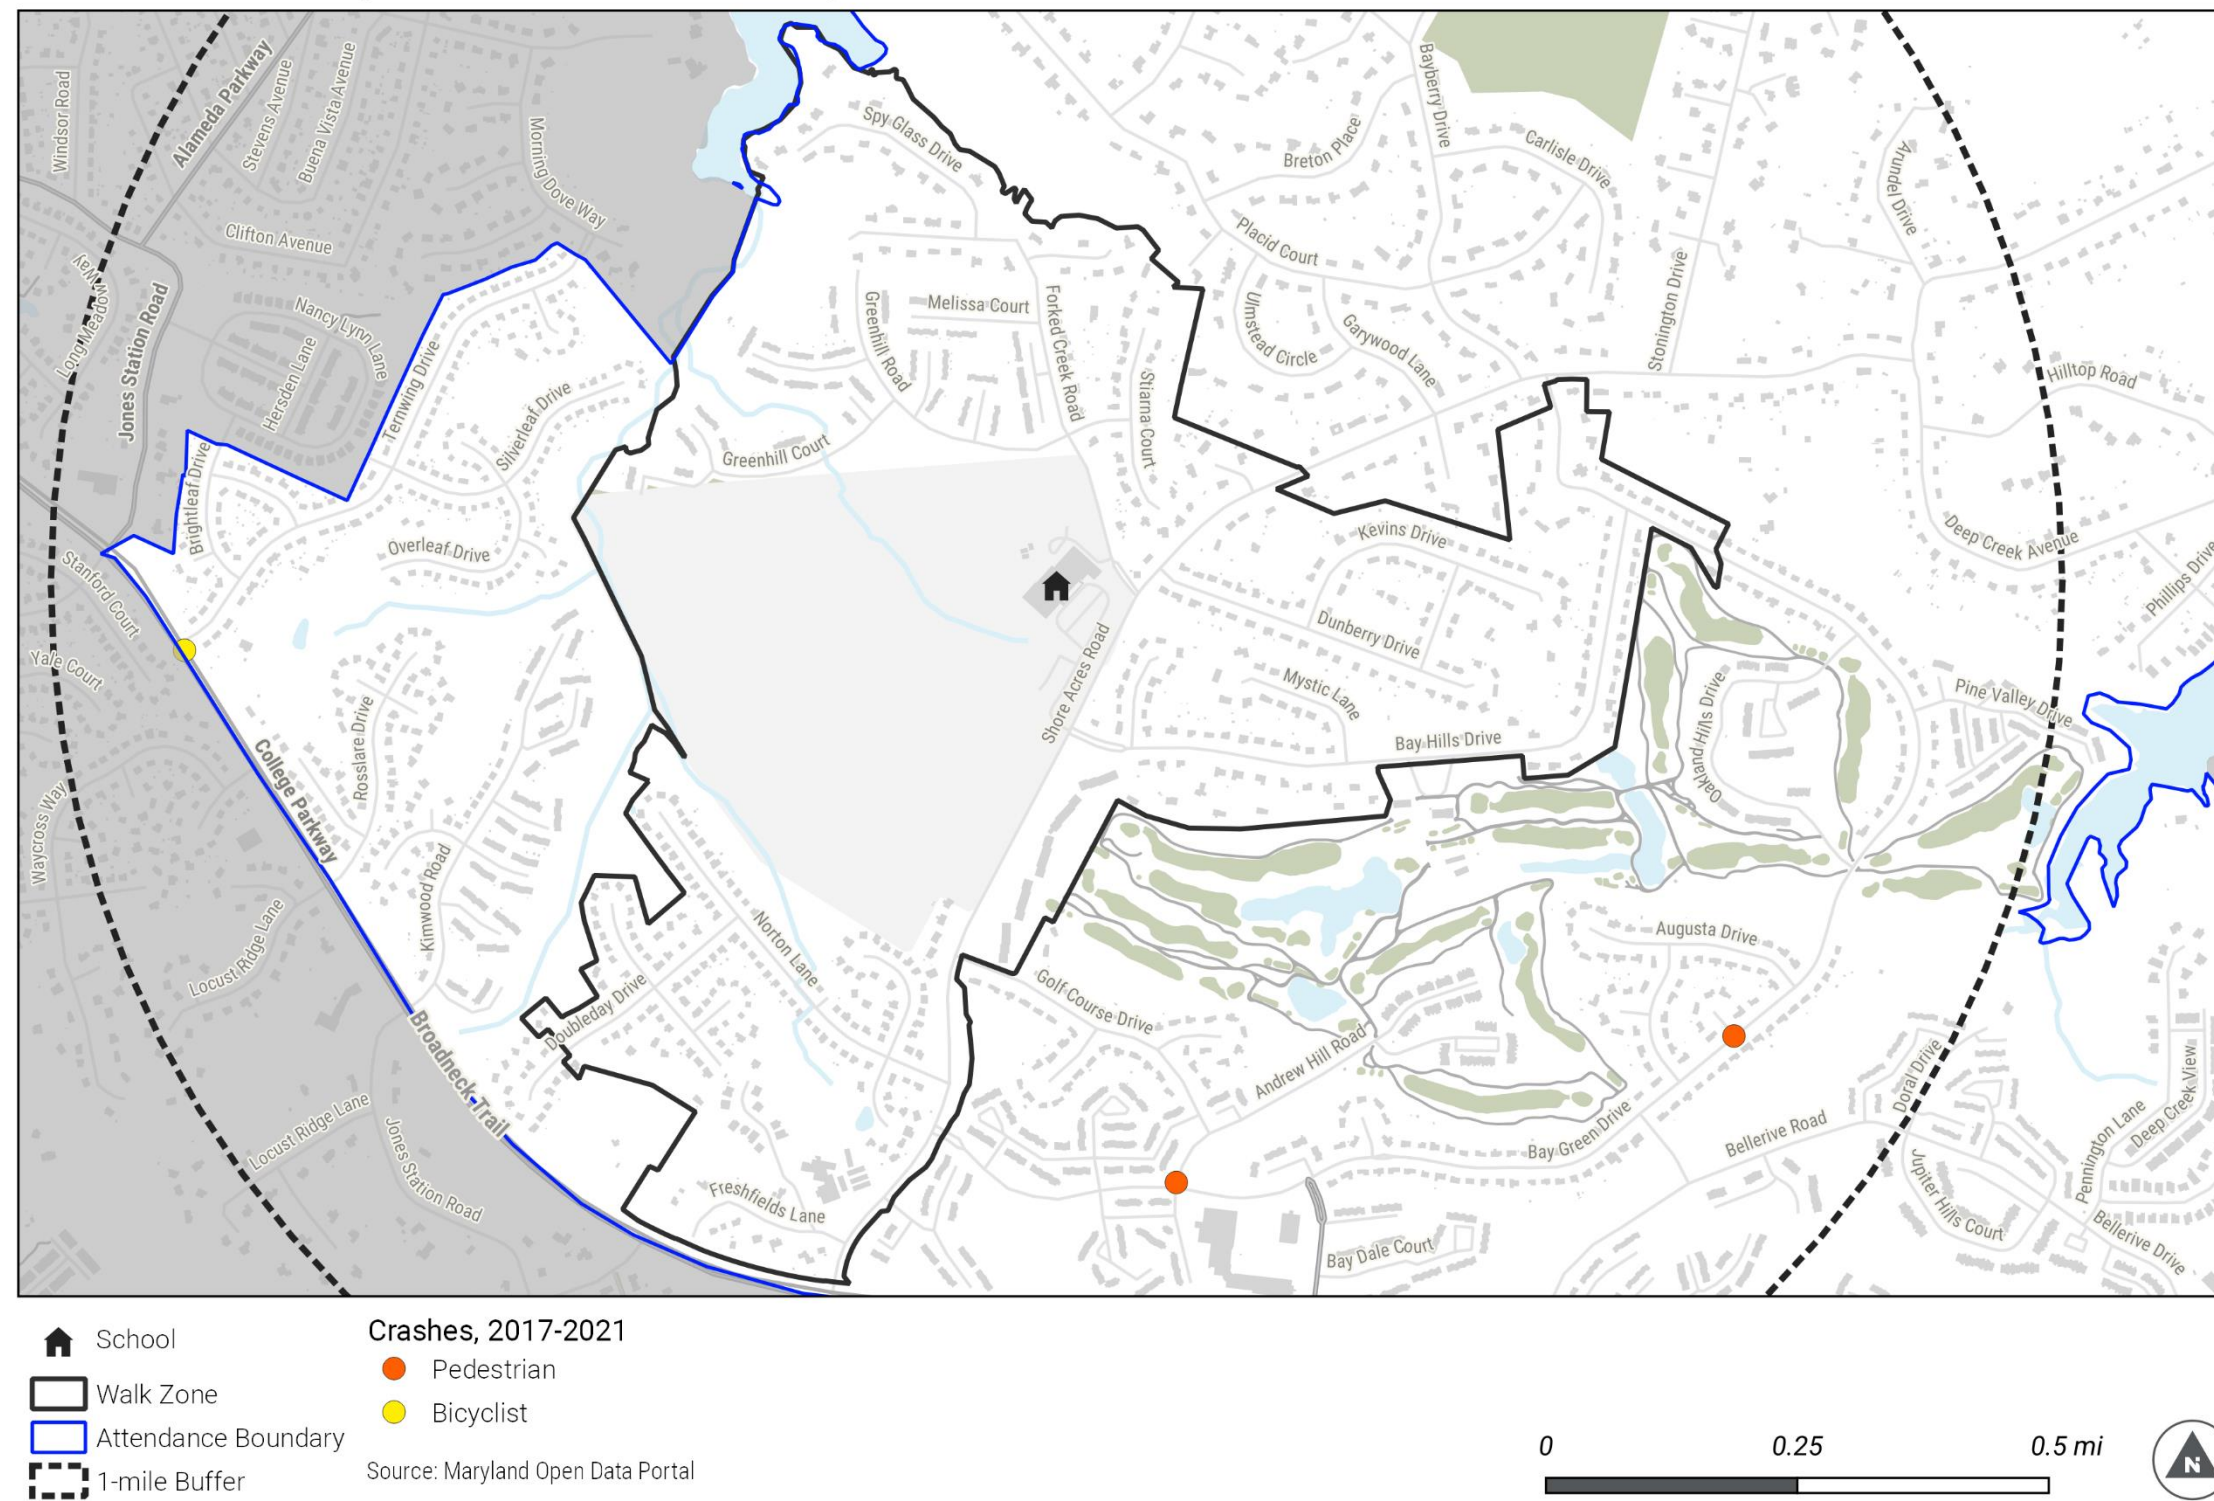 Windsor Road
Alameda Parkway
Stevens Avenue
Buena Vista Avenue
Morning Dove Way
Clifton Avenue
Long Meadow Way
Jones Station Road
Nancy Lynn Lane
Hersden Lane
Ternwing Drive
Silverleaf Drive
Brightleaf Drive
Overleaf Drive
Stanford Court
Yale Court
Waycross Way
College Parkway
Rosslare Drive
Kimwood Road
Locust Ridge Lane
Broadneck Trail
Locust Ridge Lane
Jones Station Road
Doubleday Drive
Norton Lane
Freshfields Lane
Spy Glass Drive
Melissa Court
Greenhill Road
Forked Creek Road
Stiarna Court
Greenhill Court
Shore Acres Road
Bayberry Drive
Breton Place
Carlisle Drive
Placid Court
Ulmstead Circle
Garywood Lane
Stonington Drive
Arundel Drive
Hilltop Road
Deep Creek Avenue
Phillips Drive
Kevins Drive
Dunberry Drive
Mystic Lane
Bay Hills Drive
Oakland Hills Drive
Pine Valley Drive
Augusta Drive
Golf Course Drive
Andrew Hill Road
Bay Green Drive
Bellerive Road
Doral Drive
Jupiter Hills Court
Pennington Lane
Deep Creek View
Bellerive Drive
Bay Dale Court
School
Walk Zone
Attendance Boundary
1-mile Buffer
Crashes, 2017-2021
Pedestrian
Bicyclist
Source: Maryland Open Data Portal
0 0.25 0.5 mi
N